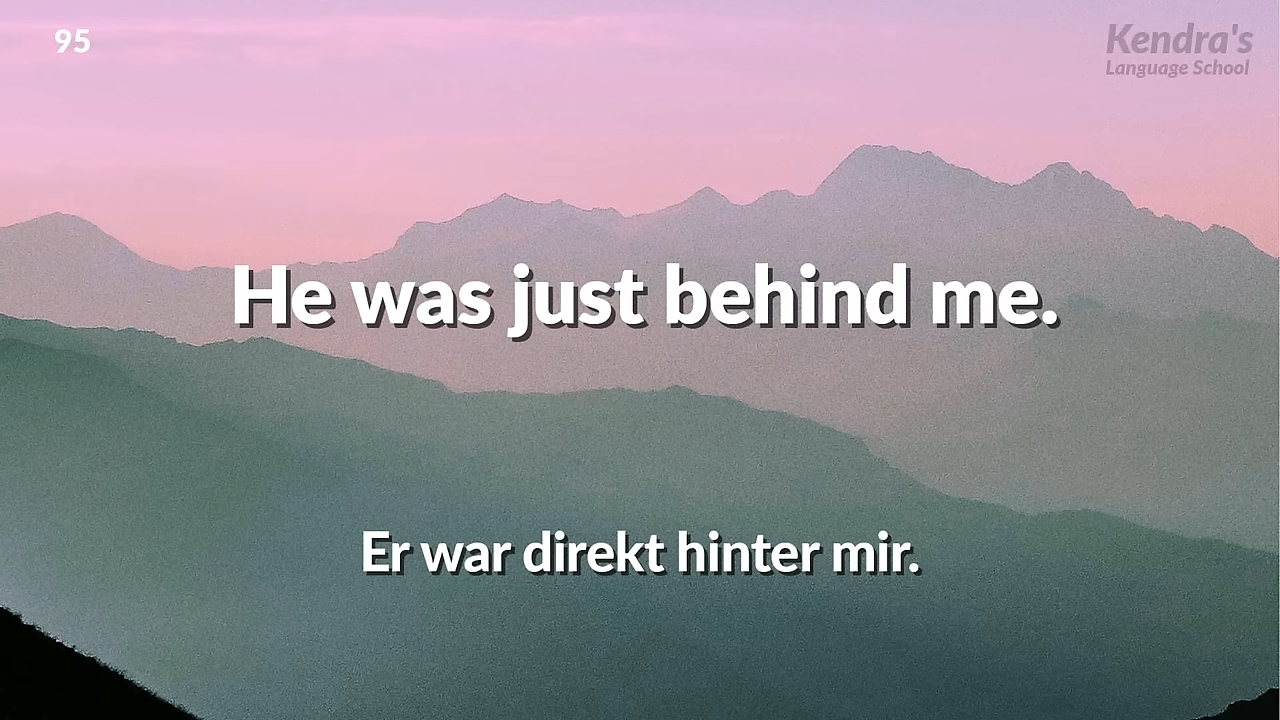 95
Kendra's
Language School
He was just behind me.
Er war direkt hinter mir.